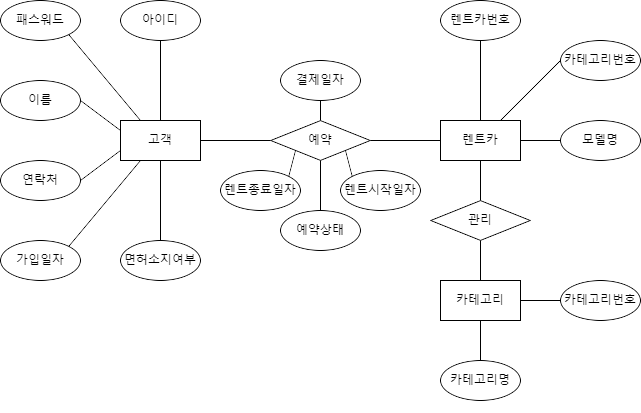 패스워드
아이디
렌트카번호
카테고리번호
결제일자
이름
고객
예약
렌트카
모델명
연락처
렌트종료일자
렌트시작일자
관리
예약상태
가입일자
면허소지여부
카테고리
카테고리번호
카테고리명